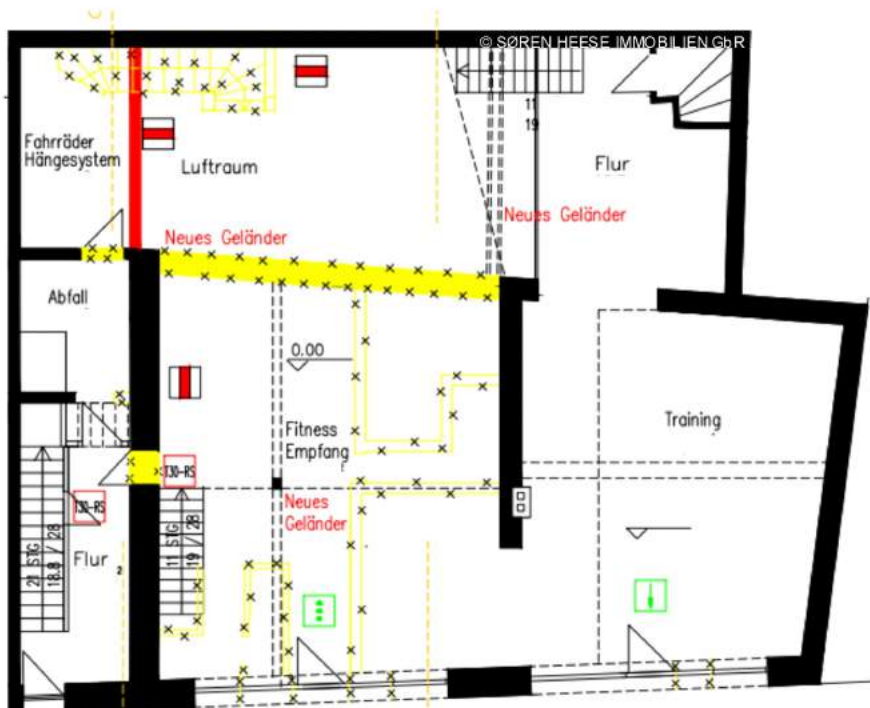 © SØREN HEESE IMMOBILIEN GbR
11
19
Fahrräder
Hängesystem
Luftraum
Flur
Neues Geländer
Neues Geländer
Abfall
0.00
Fitness
Empfang
Training
T30-RS
T30-RS
Neues
Geländer
21 STG
18.8 / 28
11 STG
19 / 28
Flur
2